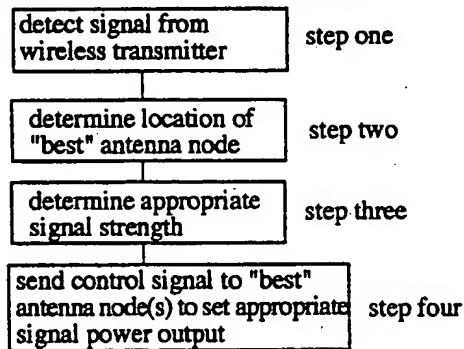 detect signal from
wireless transmitter
step one
determine location of
"best" antenna node
step two
determine appropriate
signal strength
step three
send control signal to "best"
antenna node(s) to set appropriate
signal power output
step four